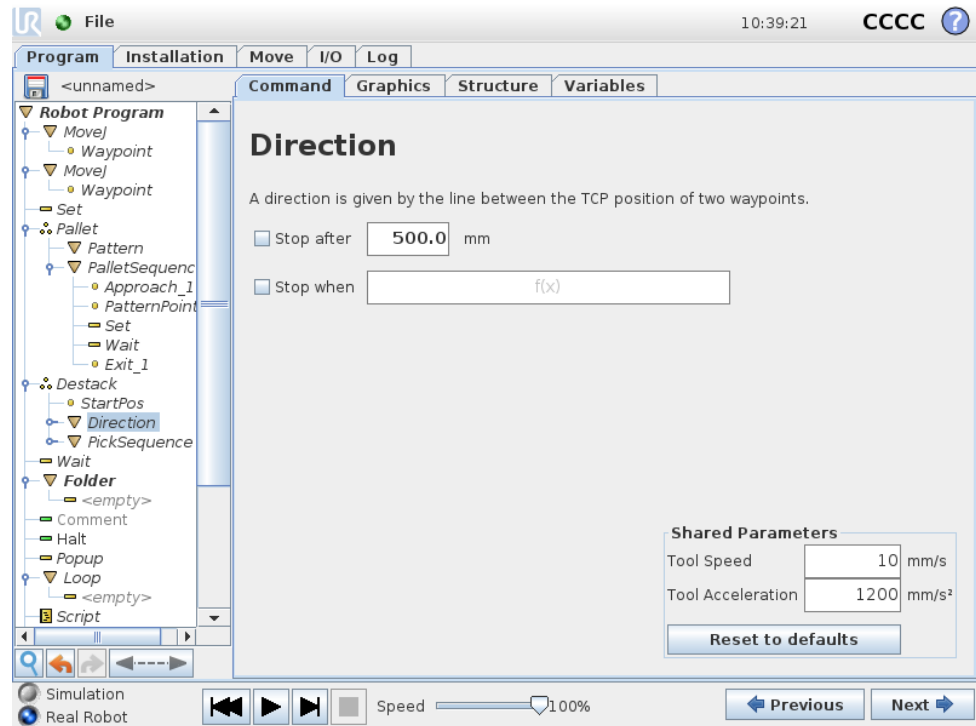 UR File 10:39:21 CCCC ?
Program Installation Move I/O Log
<unnamed> Command Graphics Structure Variables
Robot Program
MoveJ
Waypoint
MoveJ
Waypoint
Set
Pallet
Pattern
PalletSequenc
Approach_1
PatternPoint
Set
Wait
Exit_1
Destack
StartPos
Direction
PickSequence
Wait
Folder
<empty>
Comment
Halt
Popup
Loop
<empty>
Script
Direction
A direction is given by the line between the TCP position of two waypoints.
Stop after 500.0 mm
Stop when f(x)
Shared Parameters
Tool Speed 10 mm/s
Tool Acceleration 1200 mm/s²
Reset to defaults
Simulation
Real Robot
Speed 100%
Previous Next